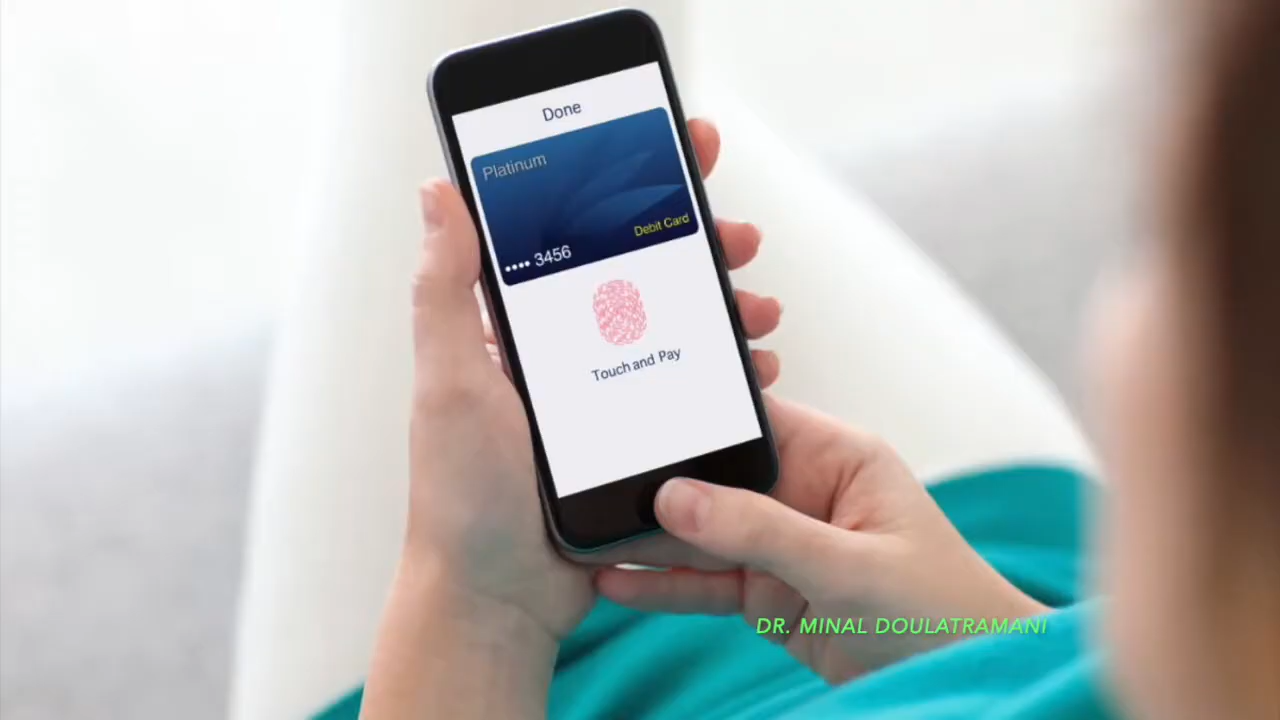 Done
Platinum
Debit Card
•••• 3456
Touch and Pay
DR. MINAL DOULATRAMANI